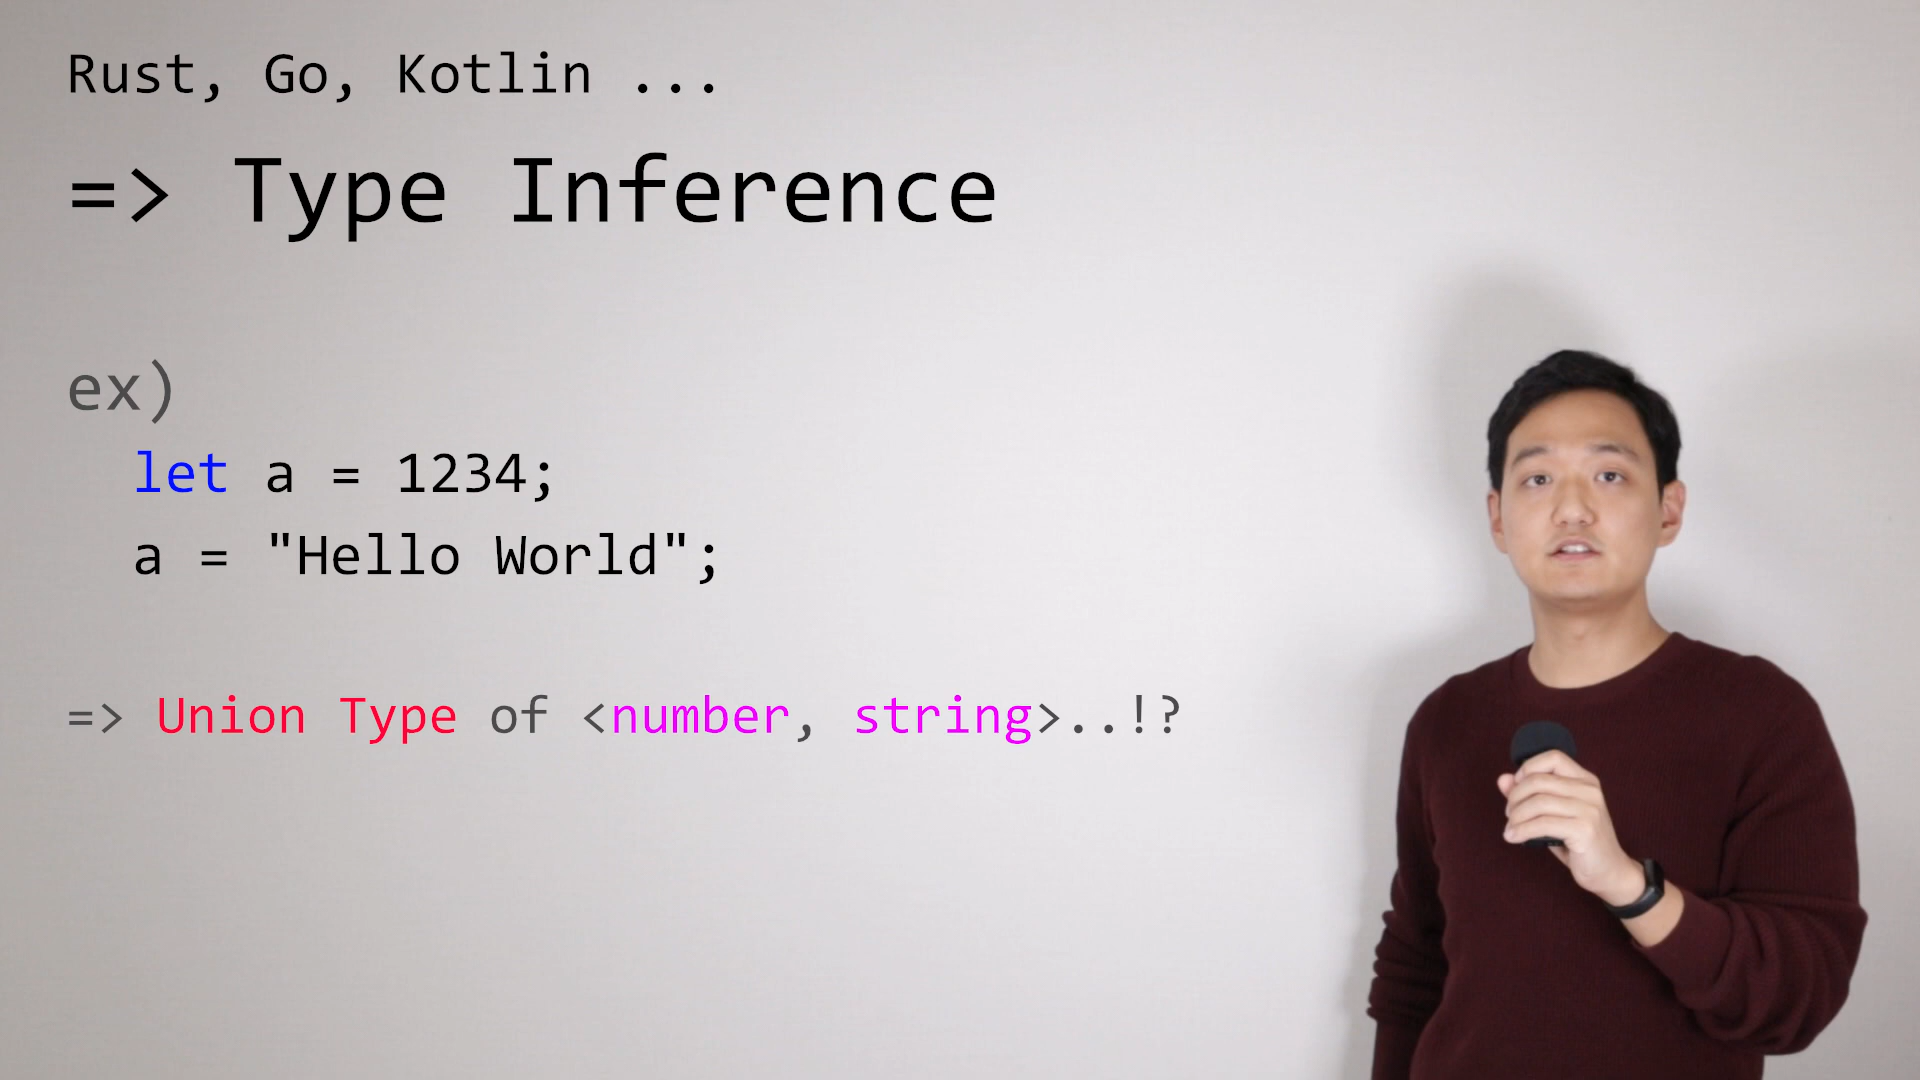 Rust, Go, Kotlin ...
=> Type Inference
ex)
let a = 1234;
a = "Hello World";
=> Union Type of <number, string>..!?